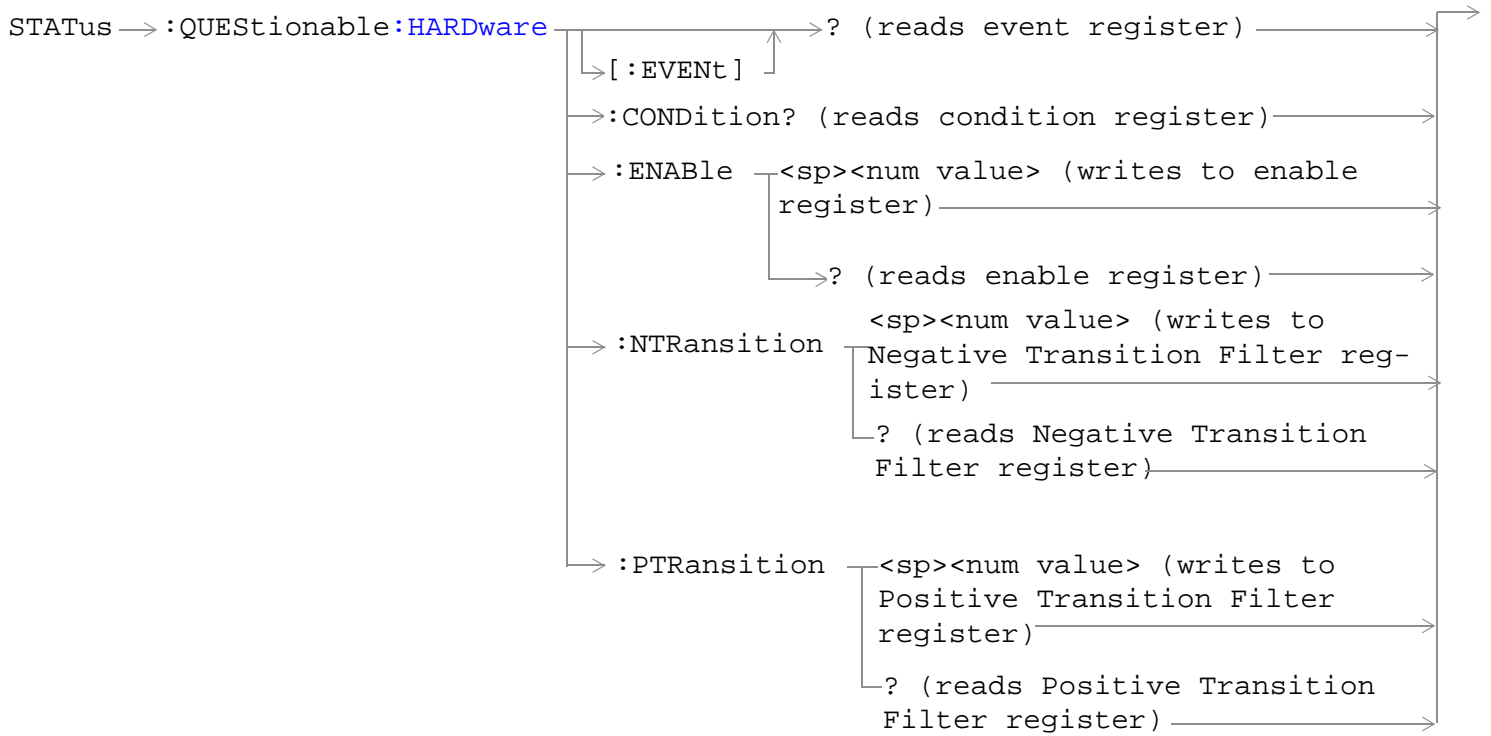 STATus :QUEStionable:HARDware ? (reads event register)
[:EVENt]
:CONDition? (reads condition register)
:ENABle <sp><num value> (writes to enable
register)
? (reads enable register)
<sp><num value> (writes to
:NTRansition Negative Transition Filter reg-
ister)
? (reads Negative Transition
Filter register)
:PTRansition <sp><num value> (writes to
Positive Transition Filter
register)
? (reads Positive Transition
Filter register)